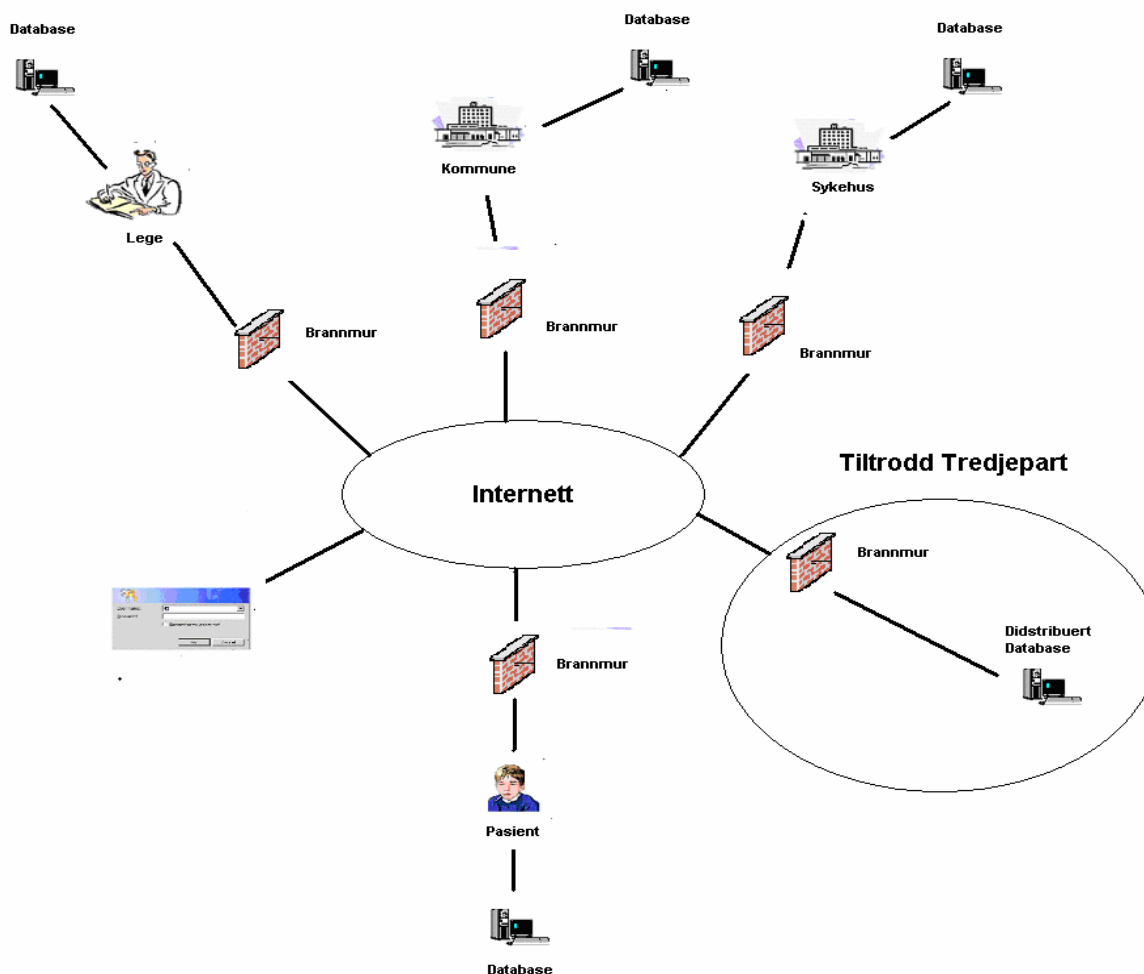 Database
Database
Database
Kommune
Sykehus
Lege
Brannmur
Brannmur
Brannmur
Tiltrodd Tredjepart
Internett
Brannmur
Brannmur
Didstribuert
Database
Pasient
Database